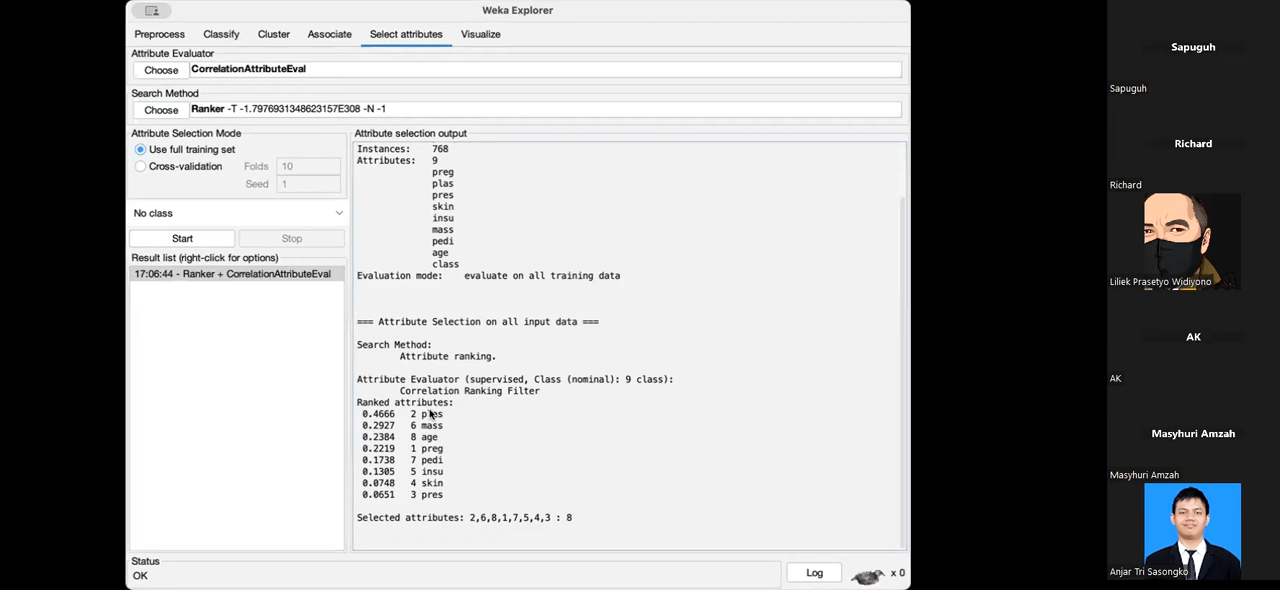 Weka Explorer
Preprocess Classify Cluster Associate Select attributes Visualize
Attribute Evaluator
Choose CorrelationAttributeEval
Search Method
Choose Ranker -T -1.7976931348623157E308 -N -1
Attribute Selection Mode
Use full training set
Cross-validation Folds 10
Seed 1
No class
Start Stop
Result list (right-click for options)
17:06:44 - Ranker + CorrelationAttributeEval
Attribute selection output
Instances: 768
Attributes: 9
preg
plas
pres
skin
insu
mass
pedi
age
class
Evaluation mode: evaluate on all training data
=== Attribute Selection on all input data ===
Search Method:
Attribute ranking.
Attribute Evaluator (supervised, Class (nominal): 9 class):
Correlation Ranking Filter
Ranked attributes:
0.4666 2 plas
0.2927 6 mass
0.2384 8 age
0.2219 1 preg
0.1738 7 pedi
0.1305 5 insu
0.0748 4 skin
0.0651 3 pres
Selected attributes: 2,6,8,1,7,5,4,3 : 8
Status
OK
Log x 0
Sapuguh
Sapuguh
Richard
Richard
Liliek Prasetyo Widiyono
AK
AK
Masyhuri Amzah
Masyhuri Amzah
Anjar Tri Sasongko